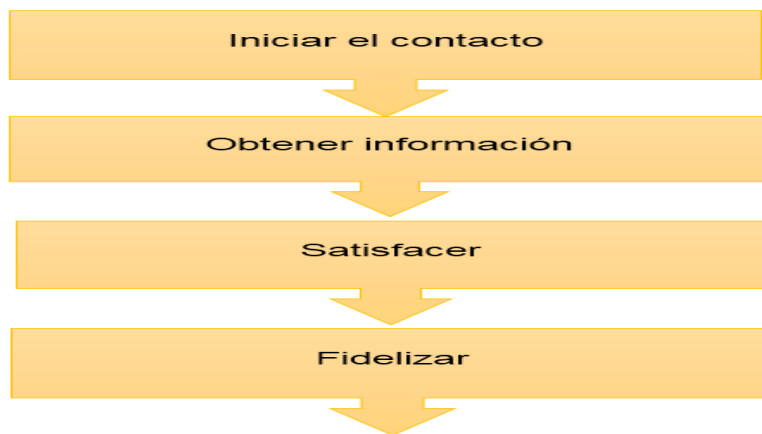 Iniciar el contacto
Obtener información
Satisfacer
Fidelizar